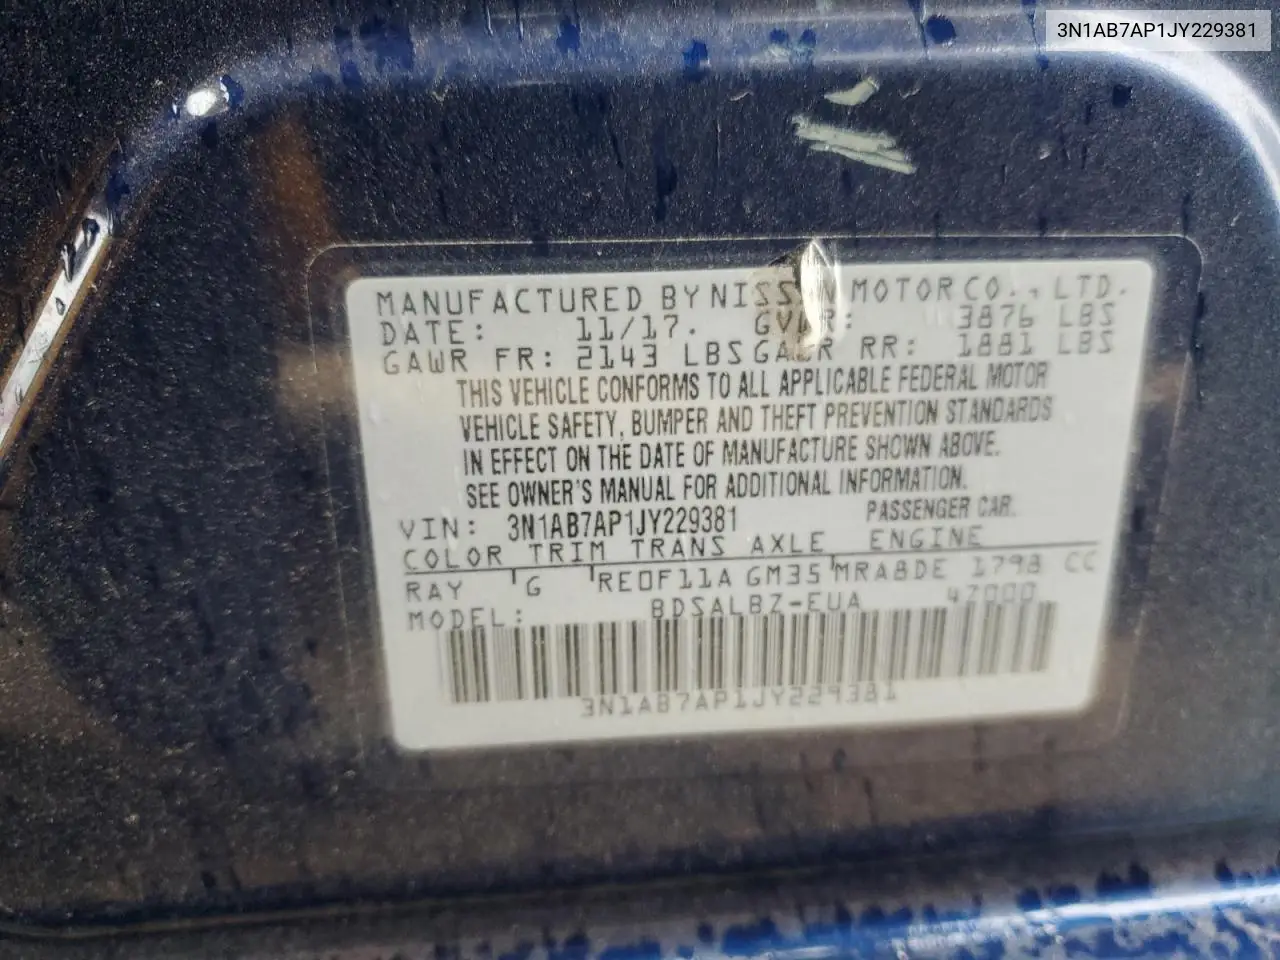 3N1AB7AP1JY229381
MANUFACTURED BY NISSAN MOTOR CO., LTD.
DATE: 11/17. GVWR: 3876 LBS
GAWR FR: 2143 LBS GAWR RR: 1881 LBS
THIS VEHICLE CONFORMS TO ALL APPLICABLE FEDERAL MOTOR
VEHICLE SAFETY, BUMPER AND THEFT PREVENTION STANDARDS
IN EFFECT ON THE DATE OF MANUFACTURE SHOWN ABOVE.
SEE OWNER'S MANUAL FOR ADDITIONAL INFORMATION.
VIN: 3N1AB7AP1JY229381 PASSENGER CAR.
COLOR TRIM TRANS AXLE ENGINE
RAY G RE0F11A GM35 MRA8DE 1798 CC
MODEL: BDSALBZ-EUA 47000
3N1AB7AP1JY229381